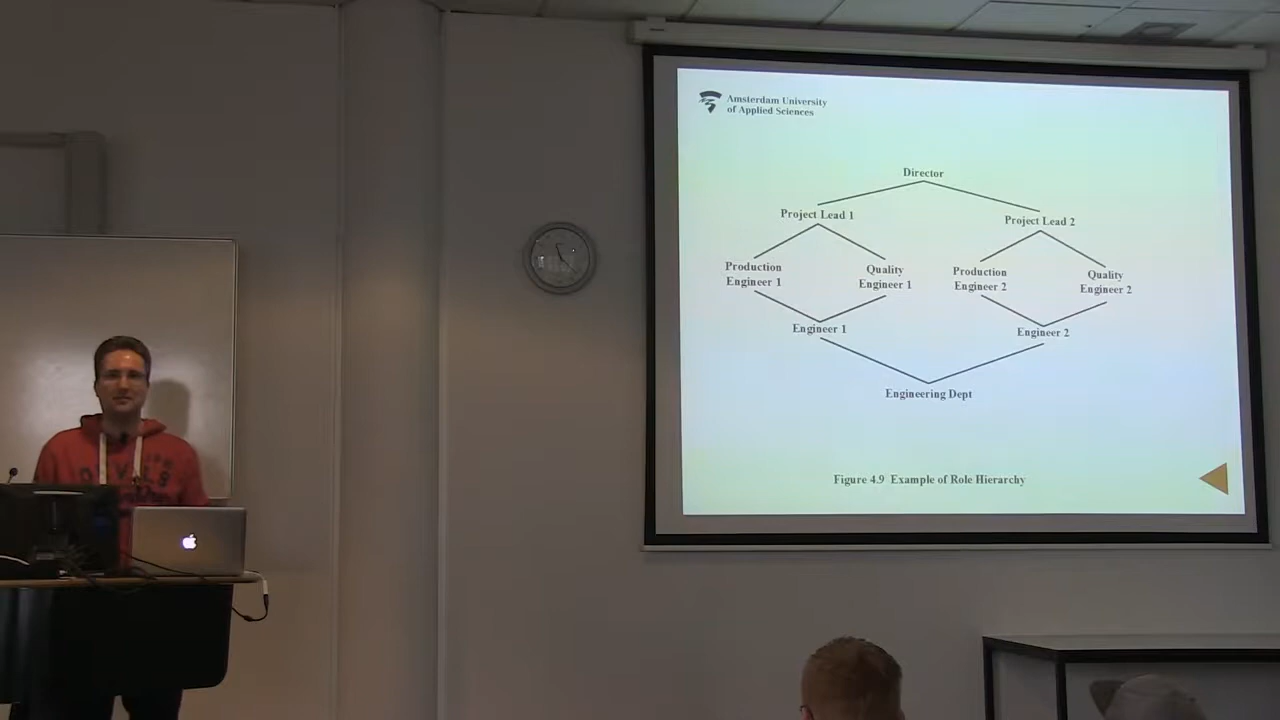 Amsterdam University
of Applied Sciences
Director
Project Lead 1
Project Lead 2
Production
Engineer 1
Quality
Engineer 1
Production
Engineer 2
Quality
Engineer 2
Engineer 1
Engineer 2
Engineering Dept
Figure 4.9 Example of Role Hierarchy